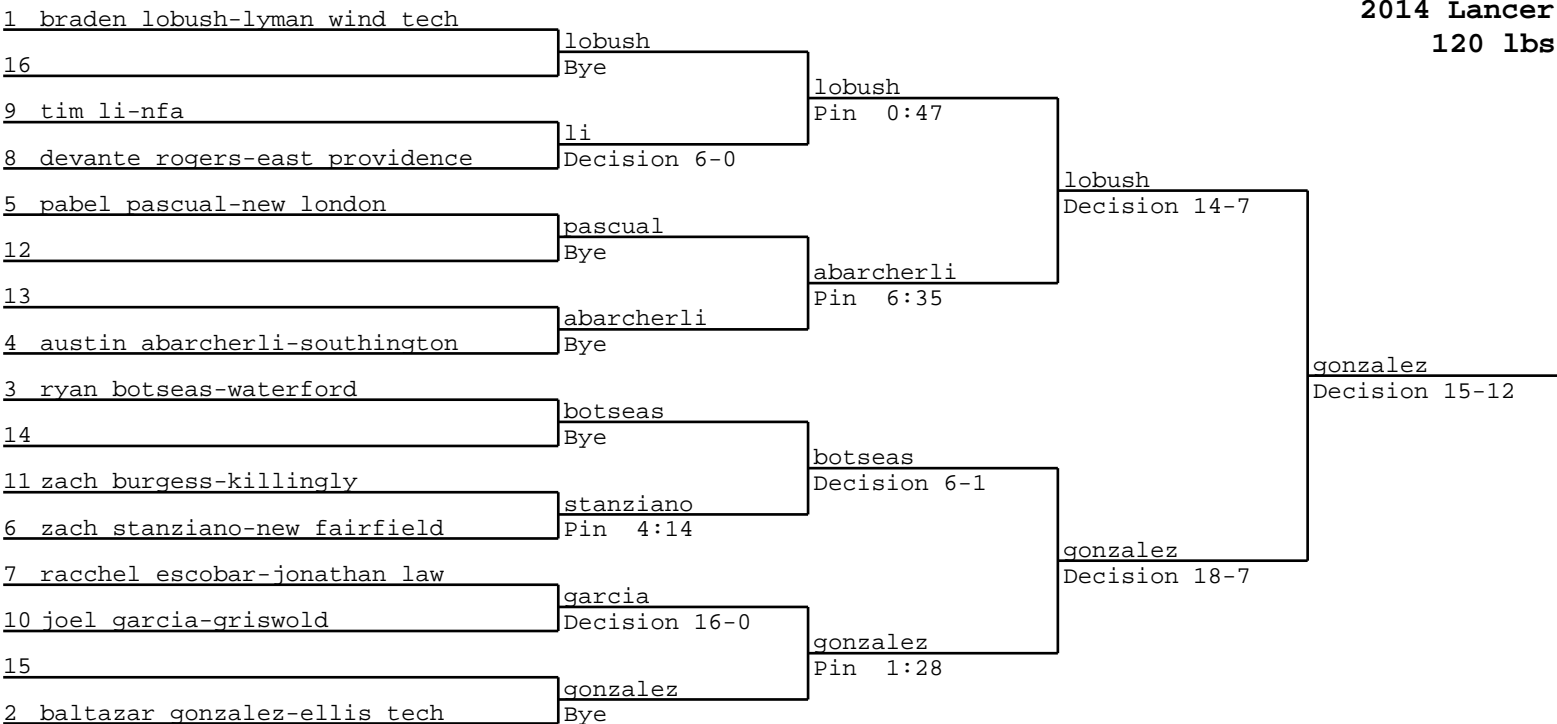 2014 Lancer
120 lbs
1 braden lobush-lyman wind tech
16
9 tim li-nfa
8 devante rogers-east providence
5 pabel pascual-new london
12
13
4 austin abarcherli-southington
3 ryan botseas-waterford
14
11 zach burgess-killingly
6 zach stanziano-new fairfield
7 racchel escobar-jonathan law
10 joel garcia-griswold
15
2 baltazar gonzalez-ellis tech
lobush
Bye
li
Decision 6-0
pascual
Bye
abarcherli
Bye
botseas
Bye
stanziano
Pin 4:14
garcia
Decision 16-0
gonzalez
Bye
lobush
Pin 0:47
abarcherli
Pin 6:35
botseas
Decision 6-1
gonzalez
Pin 1:28
lobush
Decision 14-7
gonzalez
Decision 18-7
gonzalez
Decision 15-12